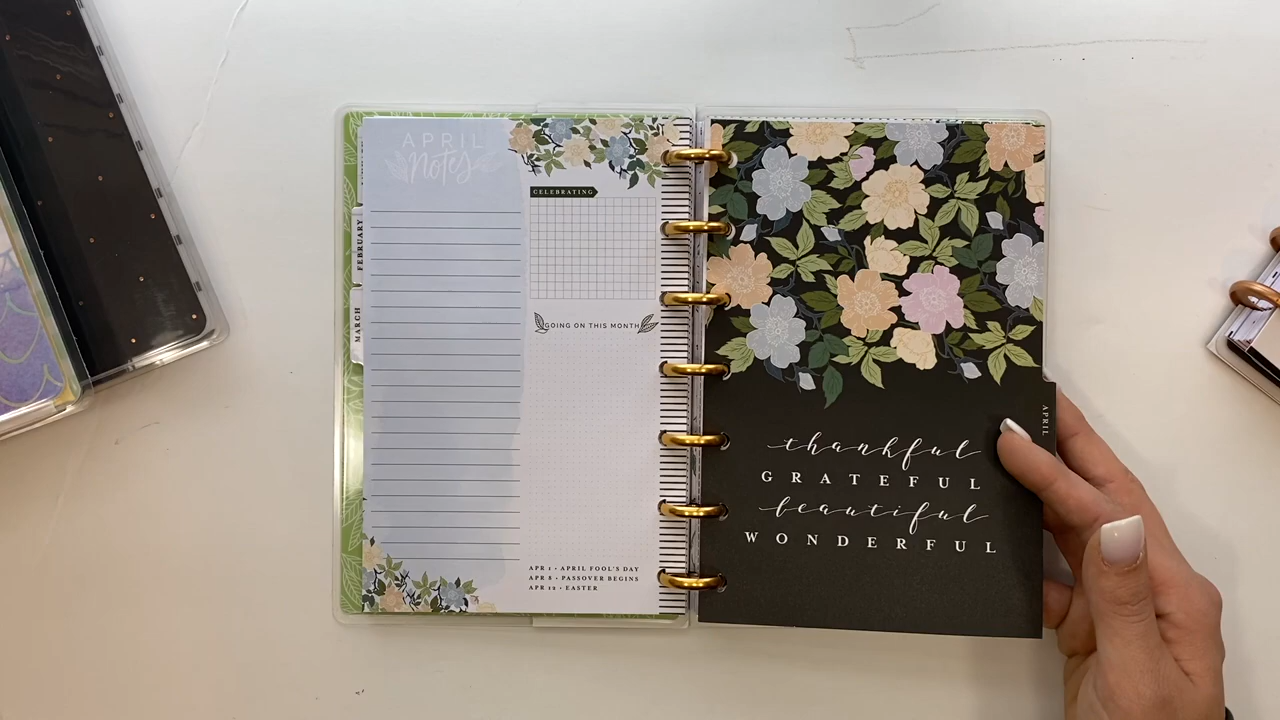 APRIL
Notes
CELEBRATING
GOING ON THIS MONTH
APR 1 • APRIL FOOL'S DAY
APR 8 • PASSOVER BEGINS
APR 12 • EASTER
FEBRUARY
MARCH
thankful
GRATEFUL
beautiful
WONDERFUL
APRIL